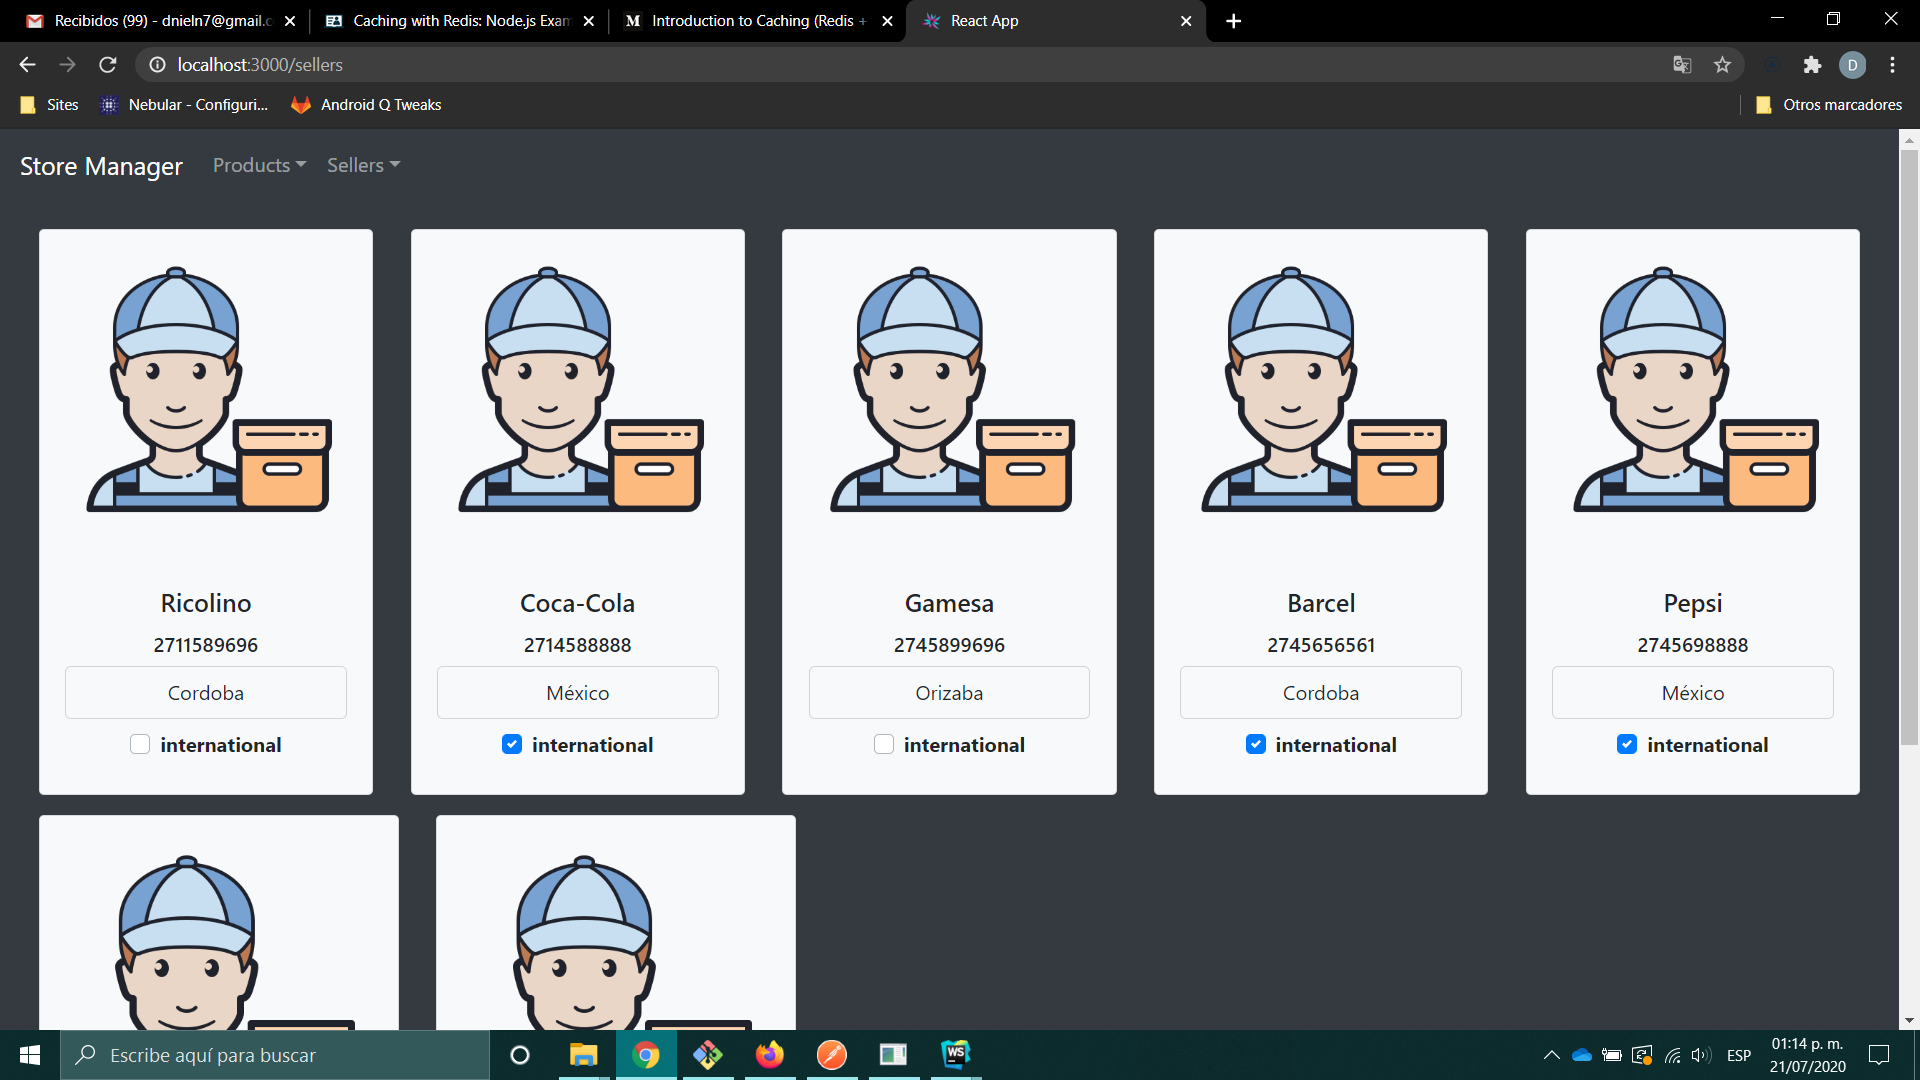 Recibidos (99) - dnieln7@gmail.c
Caching with Redis: Node.js Exam
M Introduction to Caching (Redis +
React App
localhost:3000/sellers
D
Sites
Nebular - Configuri...
Android Q Tweaks
Otros marcadores
Store Manager
Products
Sellers
Ricolino
2711589696
Cordoba
international
Coca-Cola
2714588888
México
international
Gamesa
2745899696
Orizaba
international
Barcel
2745656561
Cordoba
international
Pepsi
2745698888
México
international
Escribe aquí para buscar
WS
ESP
01:14 p. m.
21/07/2020